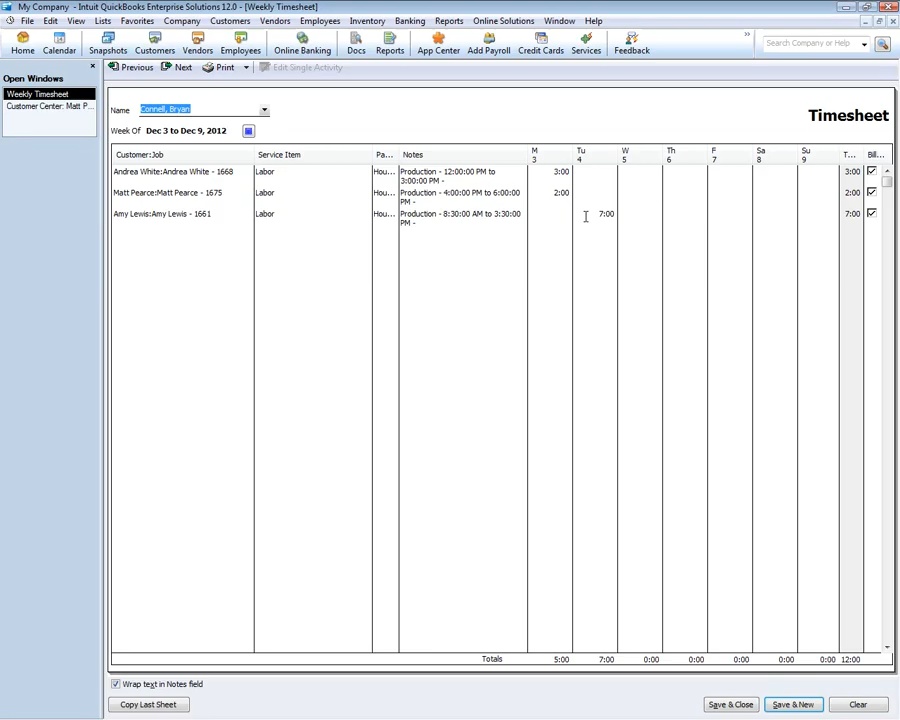 My Company - Intuit QuickBooks Enterprise Solutions 12.0 - [Weekly Timesheet]
File Edit View Lists Favorites Company Customers Vendors Employees Inventory Banking Reports Online Solutions Window Help
Home Calendar Snapshots Customers Vendors Employees Online Banking Docs Reports App Center Add Payroll Credit Cards Services Feedback
Search Company or Help
Previous Next Print Edit Single Activity
Open Windows
Weekly Timesheet
Customer Center: Matt P...
Name Connell, Bryan
Timesheet
Week Of Dec 3 to Dec 9, 2012
Customer:Job Service Item Pa... Notes M 3 Tu 4 W 5 Th 6 F 7 Sa 8 Su 9 T... Bill...
Andrea White:Andrea White - 1668 Labor Hou... Production - 12:00:00 PM to 3:00 3:00
3:00:00 PM -
Matt Pearce:Matt Pearce - 1675 Labor Hou... Production - 4:00:00 PM to 6:00:00 2:00 2:00
PM -
Amy Lewis:Amy Lewis - 1661 Labor Hou... Production - 8:30:00 AM to 3:30:00 7:00 7:00
PM -
Totals 5:00 7:00 0:00 0:00 0:00 0:00 0:00 12:00
Wrap text in Notes field
Copy Last Sheet Save & Close Save & New Clear